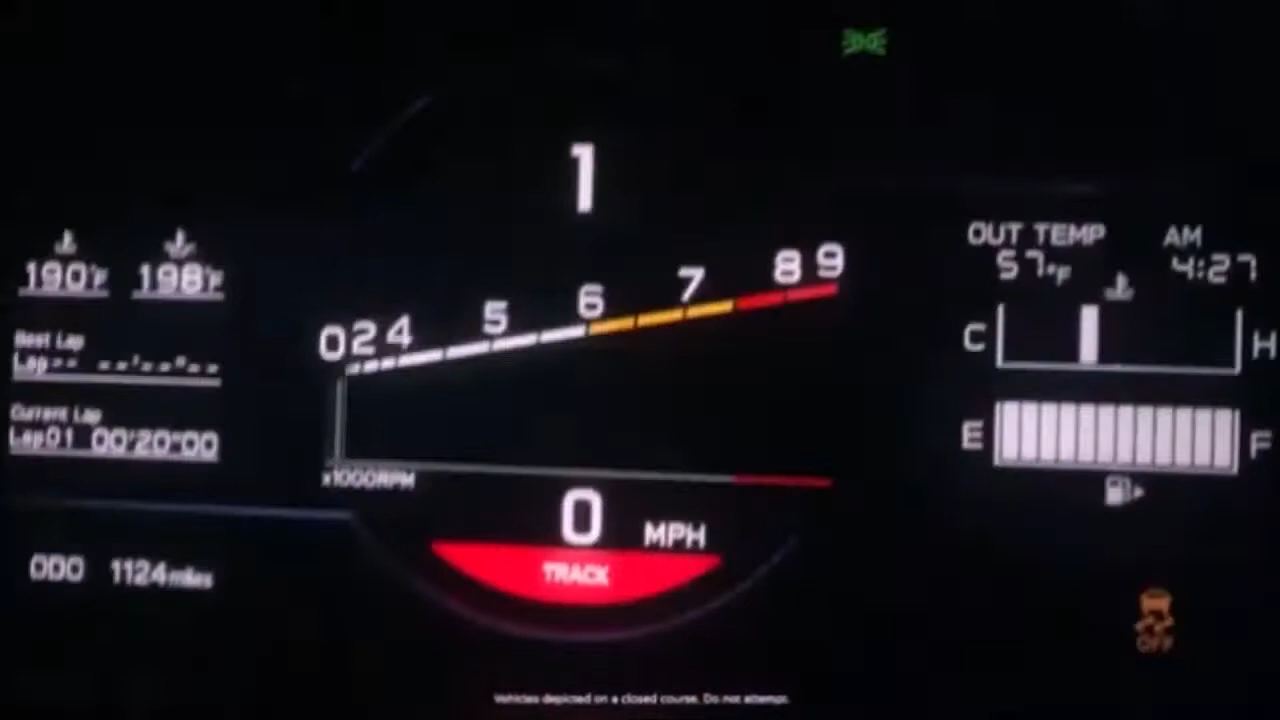 1
190°F 198°F
Best Lap
Lap-- --'--"--
Current Lap
Lap01 00'20"00
ODO 1124miles
0 2 4 5 6 7 8 9
x1000RPM
0 MPH
TRACK
OUT TEMP AM
57°F 4:27
C H
E F
OFF
Vehicles depicted on a closed course. Do not attempt.